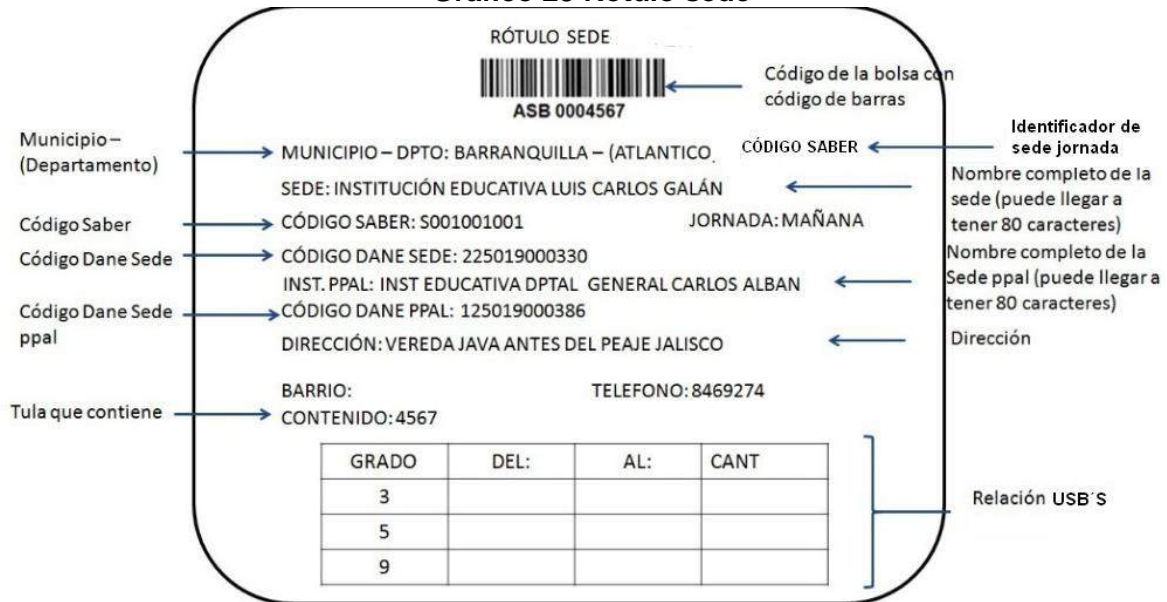 RÓTULO SEDE
ASB 0004567
Código de la bolsa con
código de barras
Municipio –
(Departamento)
MUNICIPIO – DPTO: BARRANQUILLA – (ATLANTICO
CÓDIGO SABER
Identificador de
sede jornada
SEDE: INSTITUCIÓN EDUCATIVA LUIS CARLOS GALÁN
Nombre completo de la
sede (puede llegar a
tener 80 caracteres)
Código Saber
CÓDIGO SABER: S001001001
JORNADA: MAÑANA
Código Dane Sede
CÓDIGO DANE SEDE: 225019000330
INST. PPAL: INST EDUCATIVA DPTAL GENERAL CARLOS ALBAN
Nombre completo de la
Sede ppal (puede llegar a
tener 80 caracteres)
Código Dane Sede
ppal
CÓDIGO DANE PPAL: 125019000386
DIRECCIÓN: VEREDA JAVA ANTES DEL PEAJE JALISCO
Dirección
BARRIO:
TELEFONO: 8469274
Tula que contiene
CONTENIDO: 4567
GRADO DEL: AL: CANT
3
5
9
Relación USB´S